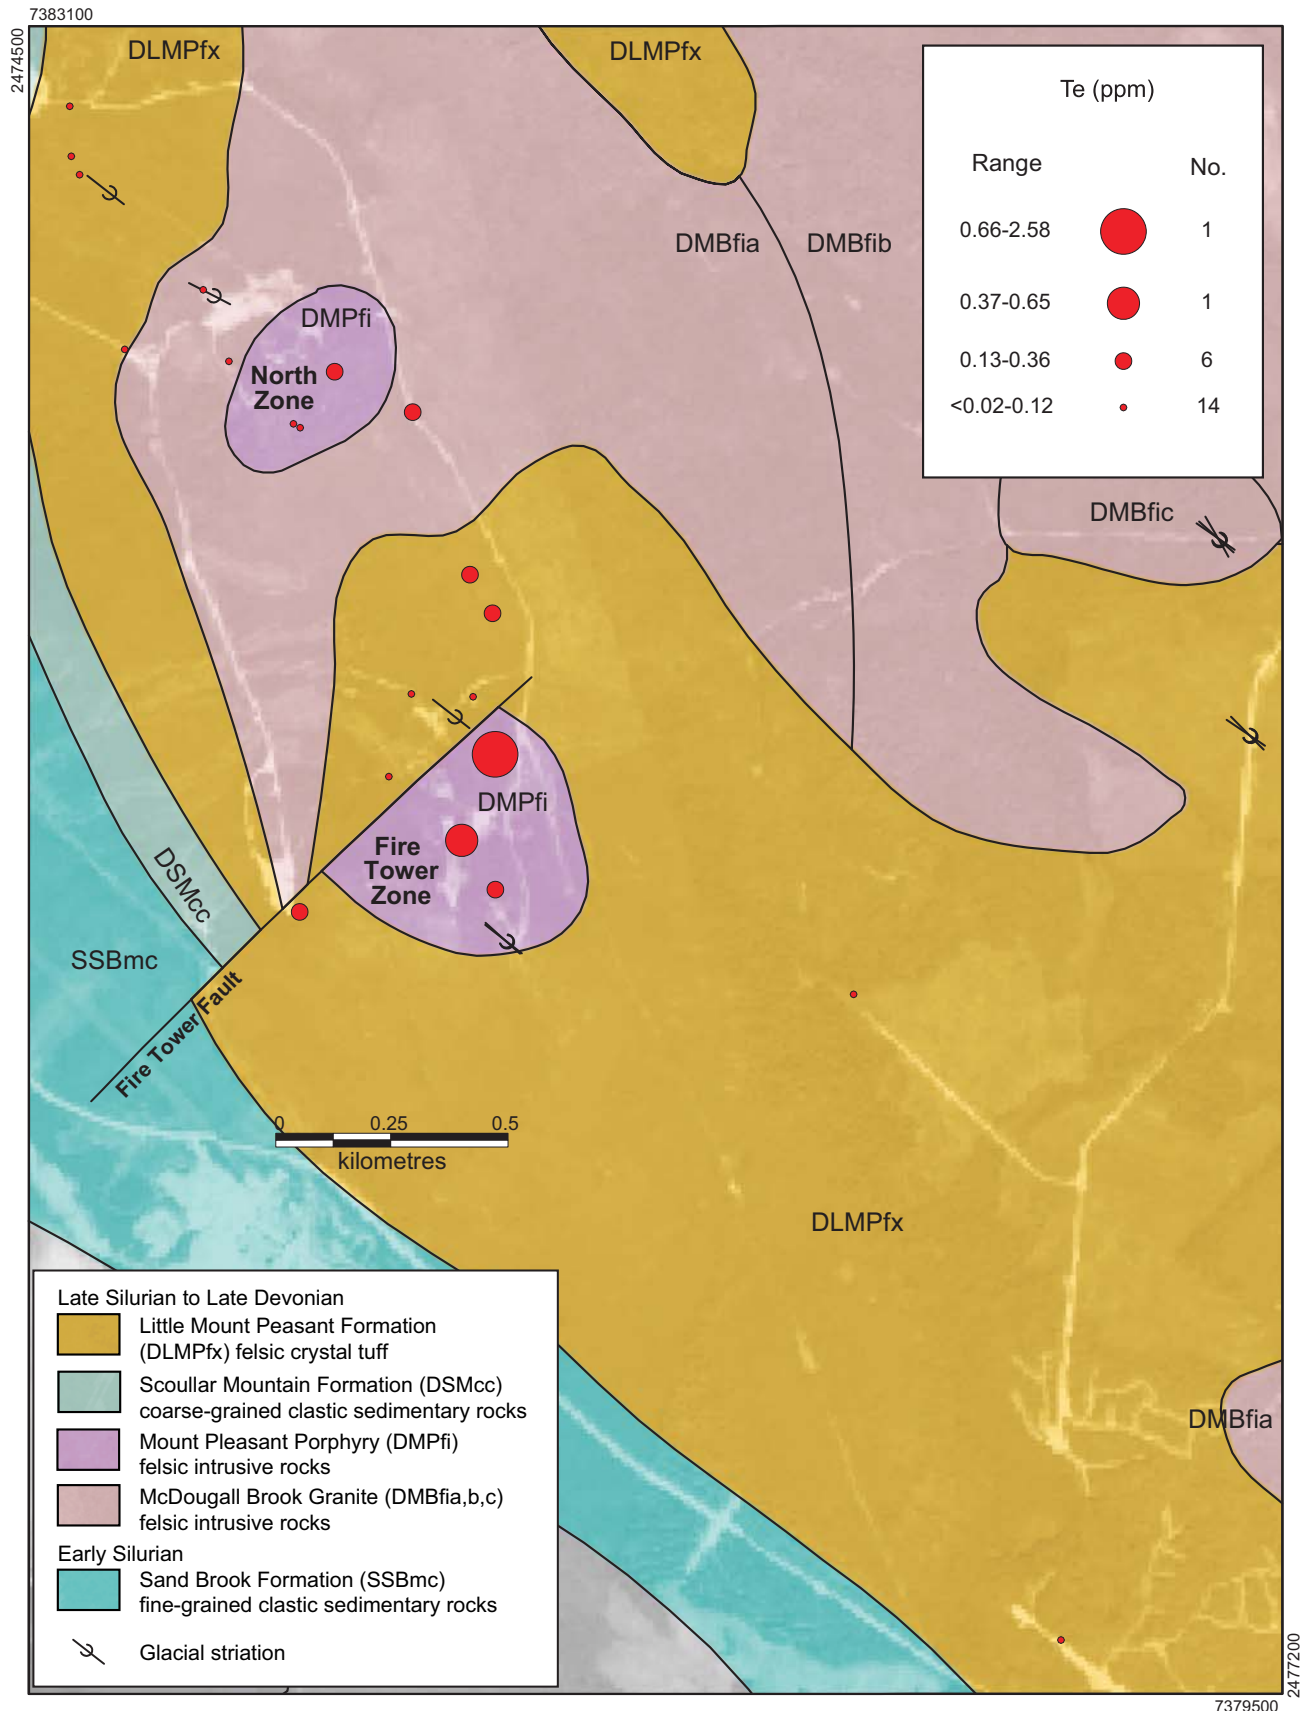 7383100
2474500
DLMPfx
DLMPfx
Te (ppm)
Range No.
0.66-2.58 1
0.37-0.65 1
0.13-0.36 6
<0.02-0.12 14
DMBfia
DMBfib
DMPfi
North
Zone
DMBfic
DMPfi
Fire
Tower
Zone
DSMcc
SSBmc
Fire Tower Fault
0 0.25 0.5
kilometres
DLMPfx
DMBfia
Late Silurian to Late Devonian
Little Mount Peasant Formation
(DLMPfx) felsic crystal tuff
Scoullar Mountain Formation (DSMcc)
coarse-grained clastic sedimentary rocks
Mount Pleasant Porphyry (DMPfi)
felsic intrusive rocks
McDougall Brook Granite (DMBfia,b,c)
felsic intrusive rocks
Early Silurian
Sand Brook Formation (SSBmc)
fine-grained clastic sedimentary rocks
Glacial striation
2477200
7379500